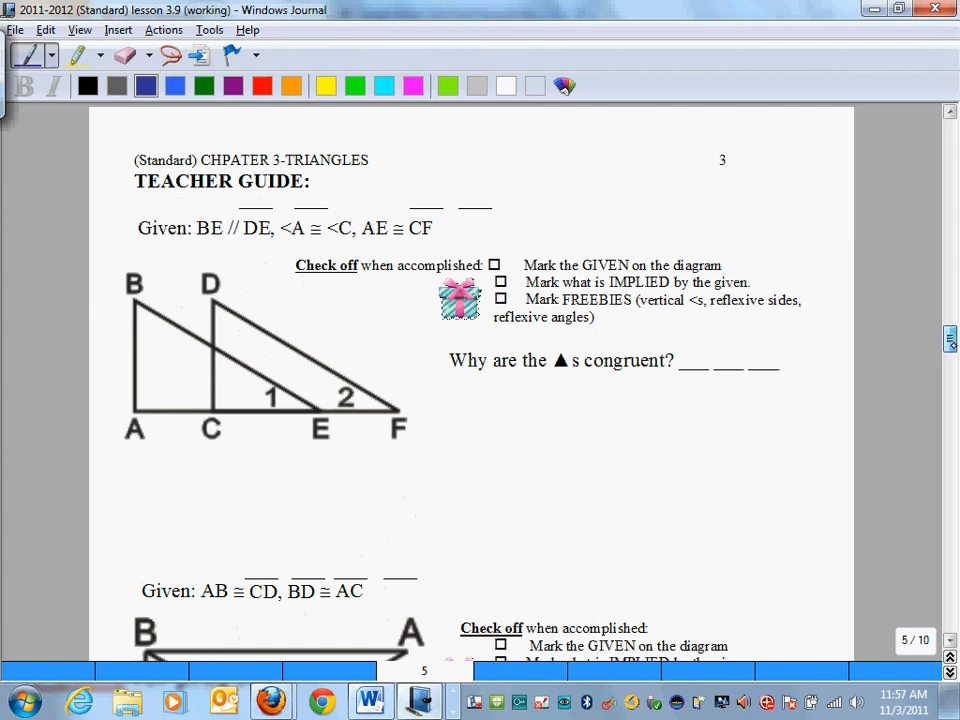 2011-2012 (Standard) lesson 3.9 (working) - Windows Journal
File Edit View Insert Actions Tools Help
B I
(Standard) CHPATER 3-TRIANGLES 3
TEACHER GUIDE:
Given: BE // DE, <A ≅ <C, AE ≅ CF
Check off when accomplished: □ Mark the GIVEN on the diagram
□ Mark what is IMPLIED by the given.
□ Mark FREEBIES (vertical <s, reflexive sides,
reflexive angles)
B D
Why are the ▲s congruent? ___ ___ ___
1 2
A C E F
Given: AB ≅ CD, BD ≅ AC
B A
Check off when accomplished:
□ Mark the GIVEN on the diagram
5 / 10
5
11:57 AM
11/3/2011